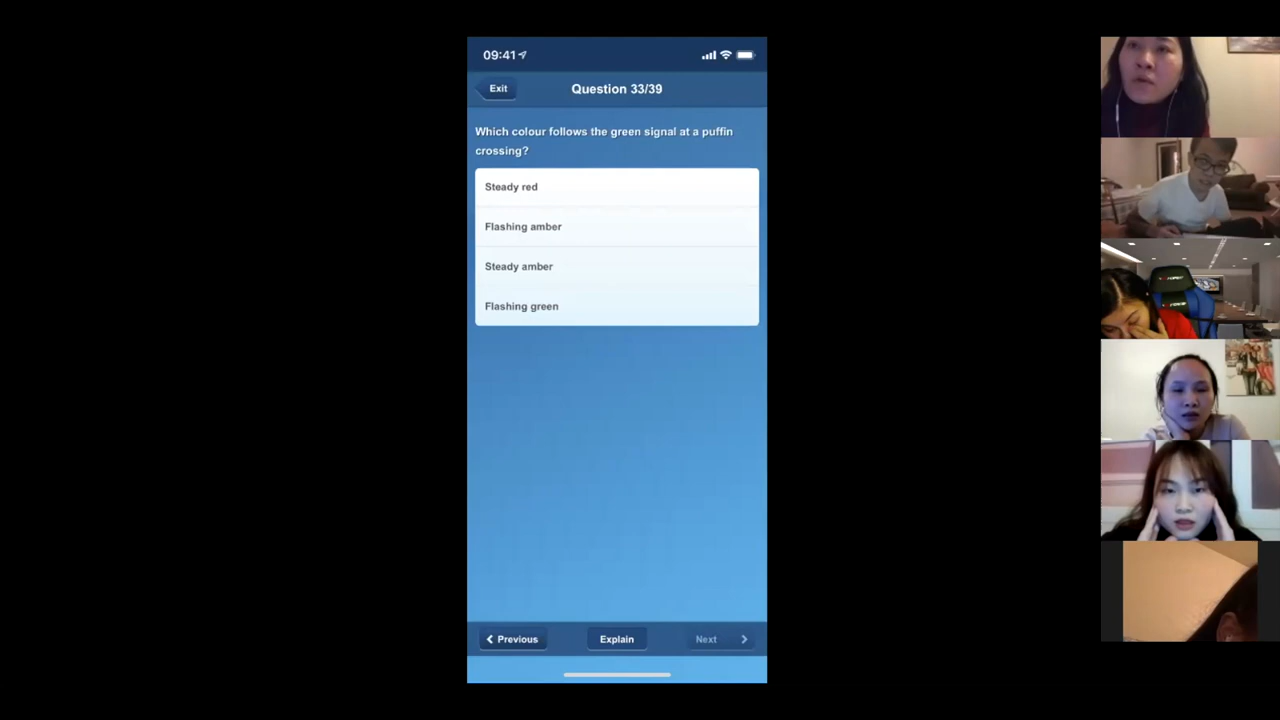 09:41
Exit
Question 33/39
Which colour follows the green signal at a puffin
crossing?
Steady red
Flashing amber
Steady amber
Flashing green
Previous
Explain
Next